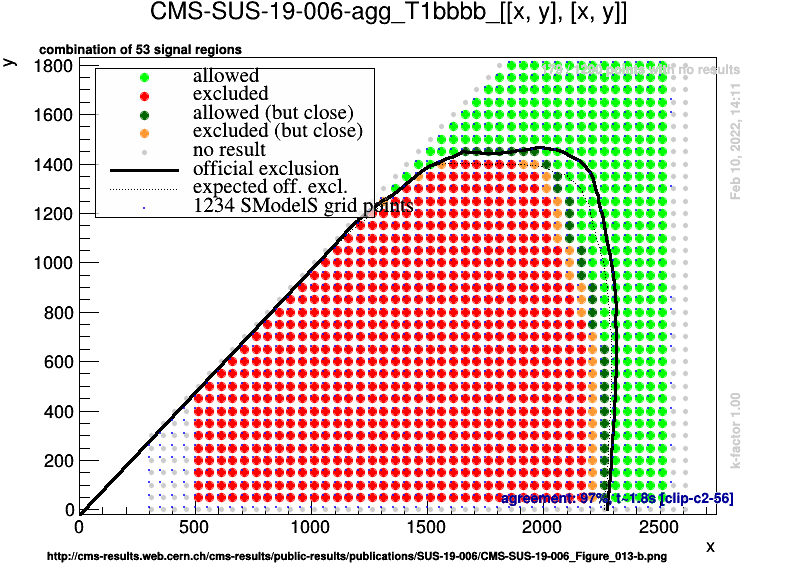 CMS-SUS-19-006-agg_T1bbbb_[[x, y], [x, y]]
y
combination of 53 signal regions
points with no results
allowed
excluded
allowed (but close)
excluded (but close)
no result
official exclusion
expected off. excl.
1234 SModelS grid points
1800
1600
1400
1200
1000
800
600
400
200
0
0
500
1000
1500
2000
2500
x
Feb 10, 2022, 14:11
k-factor 1.00
agreement: 97%, t~1.8s [clip-c2-56]
http://cms-results.web.cern.ch/cms-results/public-results/publications/SUS-19-006/CMS-SUS-19-006_Figure_013-b.png